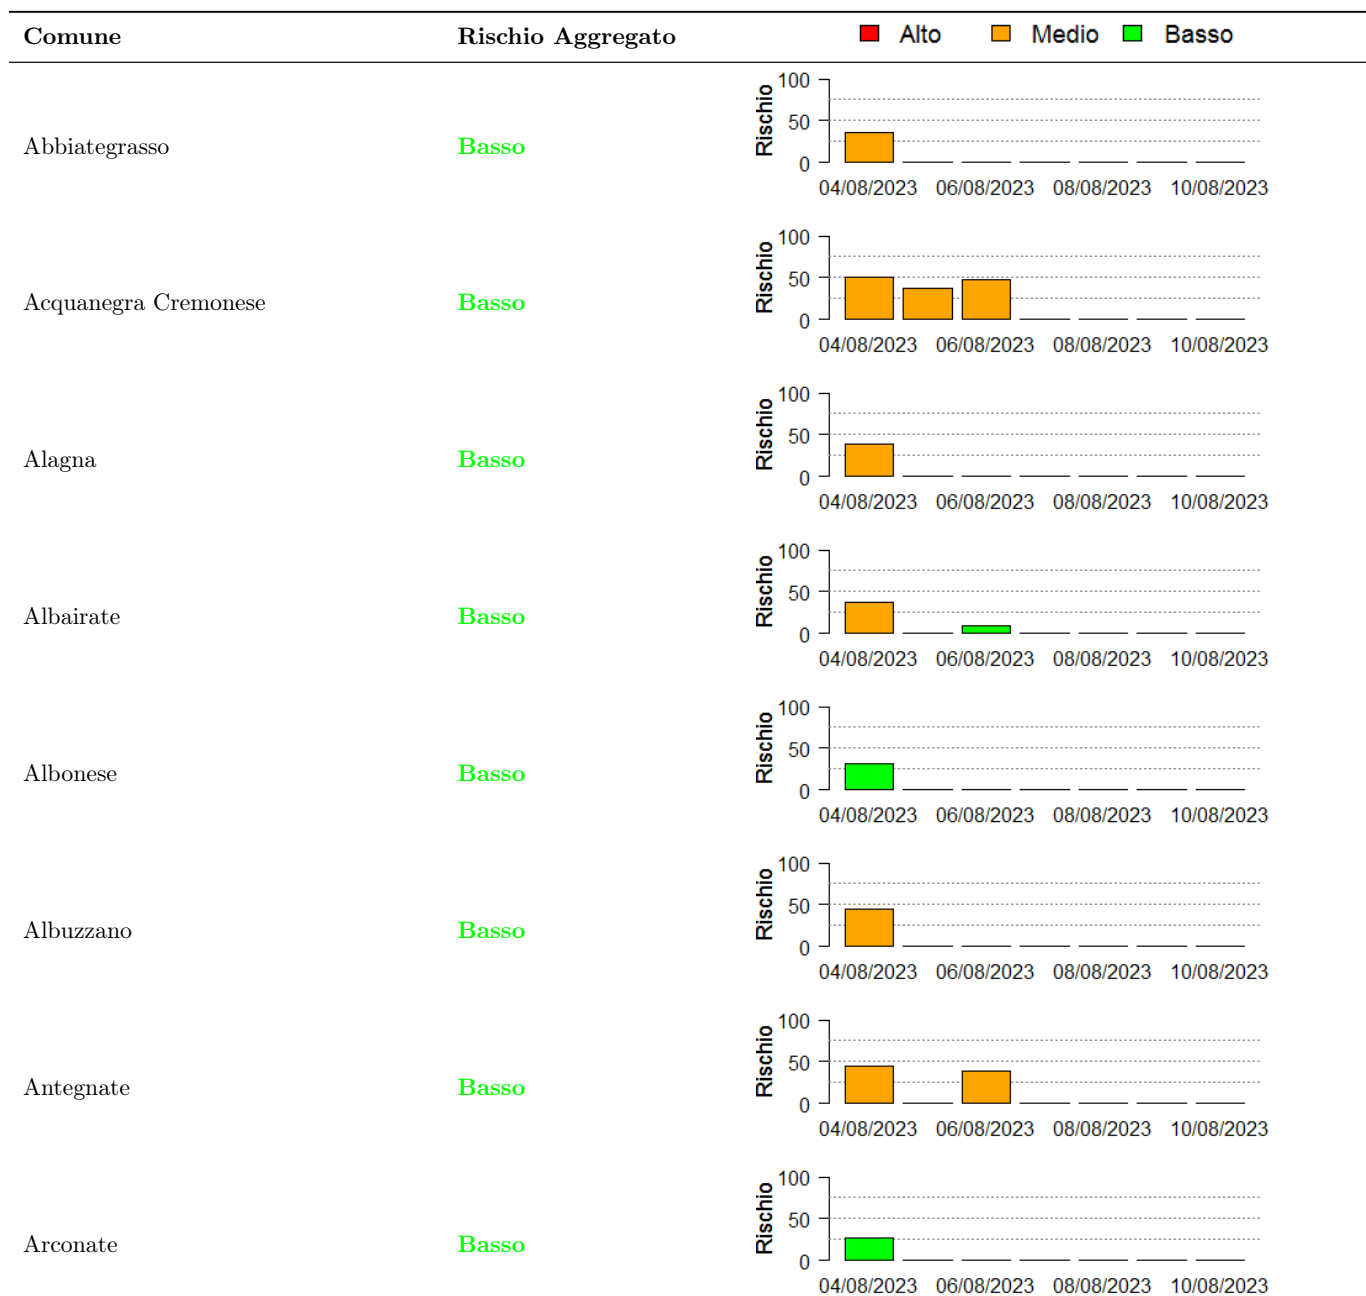 Comune Rischio Aggregato Alto Medio Basso
Abbiategrasso Basso Rischio 100 50 0
04/08/2023 06/08/2023 08/08/2023 10/08/2023
Acquanegra Cremonese Basso Rischio 100 50 0
04/08/2023 06/08/2023 08/08/2023 10/08/2023
Alagna Basso Rischio 100 50 0
04/08/2023 06/08/2023 08/08/2023 10/08/2023
Albairate Basso Rischio 100 50 0
04/08/2023 06/08/2023 08/08/2023 10/08/2023
Albonese Basso Rischio 100 50 0
04/08/2023 06/08/2023 08/08/2023 10/08/2023
Albuzzano Basso Rischio 100 50 0
04/08/2023 06/08/2023 08/08/2023 10/08/2023
Antegnate Basso Rischio 100 50 0
04/08/2023 06/08/2023 08/08/2023 10/08/2023
Arconate Basso Rischio 100 50 0
04/08/2023 06/08/2023 08/08/2023 10/08/2023